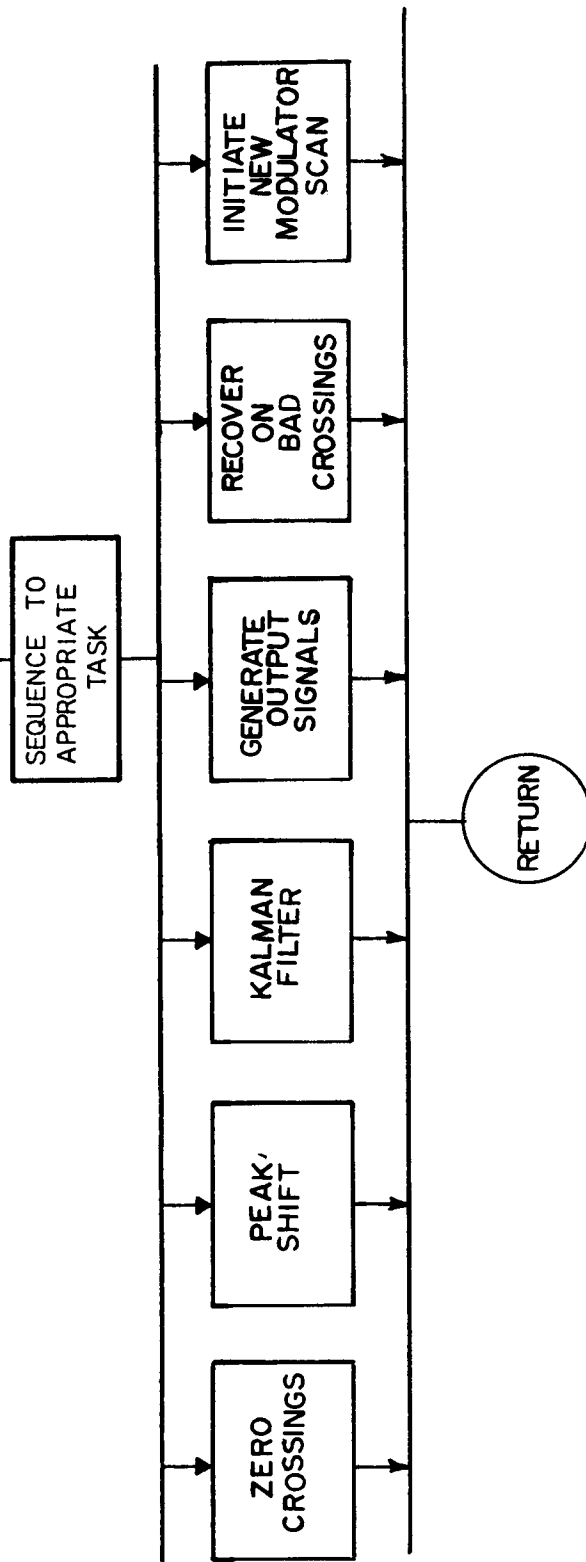 SEQUENCE TO
APPROPRIATE
TASK
ZERO
CROSSINGS
PEAK,
SHIFT
KALMAN
FILTER
GENERATE
OUTPUT
SIGNALS
RECOVER
ON
BAD
CROSSINGS
INITIATE
NEW
MODULATOR
SCAN
RETURN